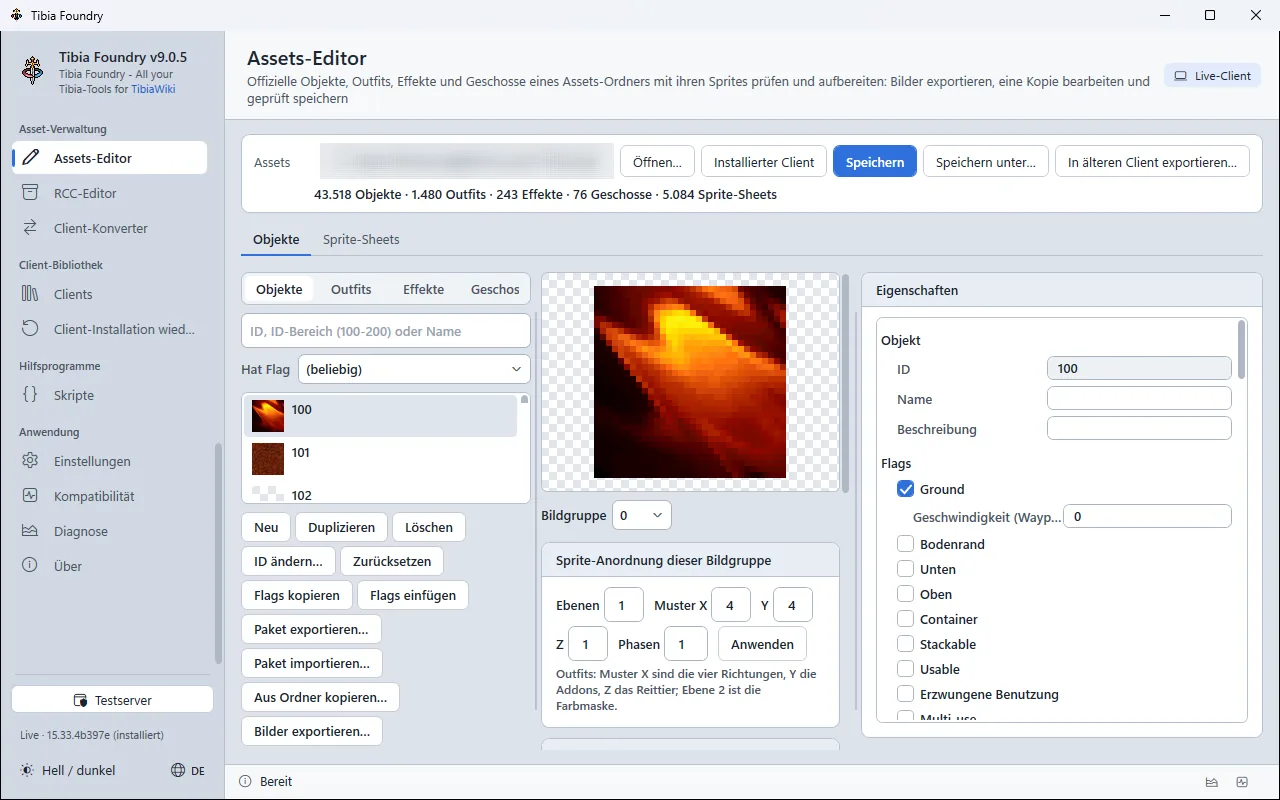 Tibia Foundry
Tibia Foundry v9.0.5
Tibia Foundry - All your
Tibia-Tools for TibiaWiki
Asset-Verwaltung
Assets-Editor
RCC-Editor
Client-Konverter
Client-Bibliothek
Clients
Client-Installation wied...
Hilfsprogramme
Skripte
Anwendung
Einstellungen
Kompatibilität
Diagnose
Über
Testserver
Live · 15.33.4b397e (installiert)
Hell / dunkel
DE
Assets-Editor
Offizielle Objekte, Outfits, Effekte und Geschosse eines Assets-Ordners mit ihren Sprites prüfen und aufbereiten: Bilder exportieren, eine Kopie bearbeiten und
geprüft speichern
Live-Client
Assets
Öffnen...
Installierter Client
Speichern
Speichern unter...
In älteren Client exportieren...
43.518 Objekte · 1.480 Outfits · 243 Effekte · 76 Geschosse · 5.084 Sprite-Sheets
Objekte
Sprite-Sheets
Objekte
Outfits
Effekte
Geschos
ID, ID-Bereich (100-200) oder Name
Hat Flag
(beliebig)
100
101
102
Neu
Duplizieren
Löschen
ID ändern...
Zurücksetzen
Flags kopieren
Flags einfügen
Paket exportieren...
Paket importieren...
Aus Ordner kopieren...
Bilder exportieren...
Bildgruppe
0
Sprite-Anordnung dieser Bildgruppe
Ebenen 1 Muster X 4 Y 4
Z 1 Phasen 1 Anwenden
Outfits: Muster X sind die vier Richtungen, Y die
Addons, Z das Reittier; Ebene 2 ist die
Farbmaske.
Eigenschaften
Objekt
ID
100
Name
Beschreibung
Flags
Ground
Geschwindigkeit (Wayp...
0
Bodenrand
Unten
Oben
Container
Stackable
Usable
Erzwungene Benutzung
Multi-use
Bereit